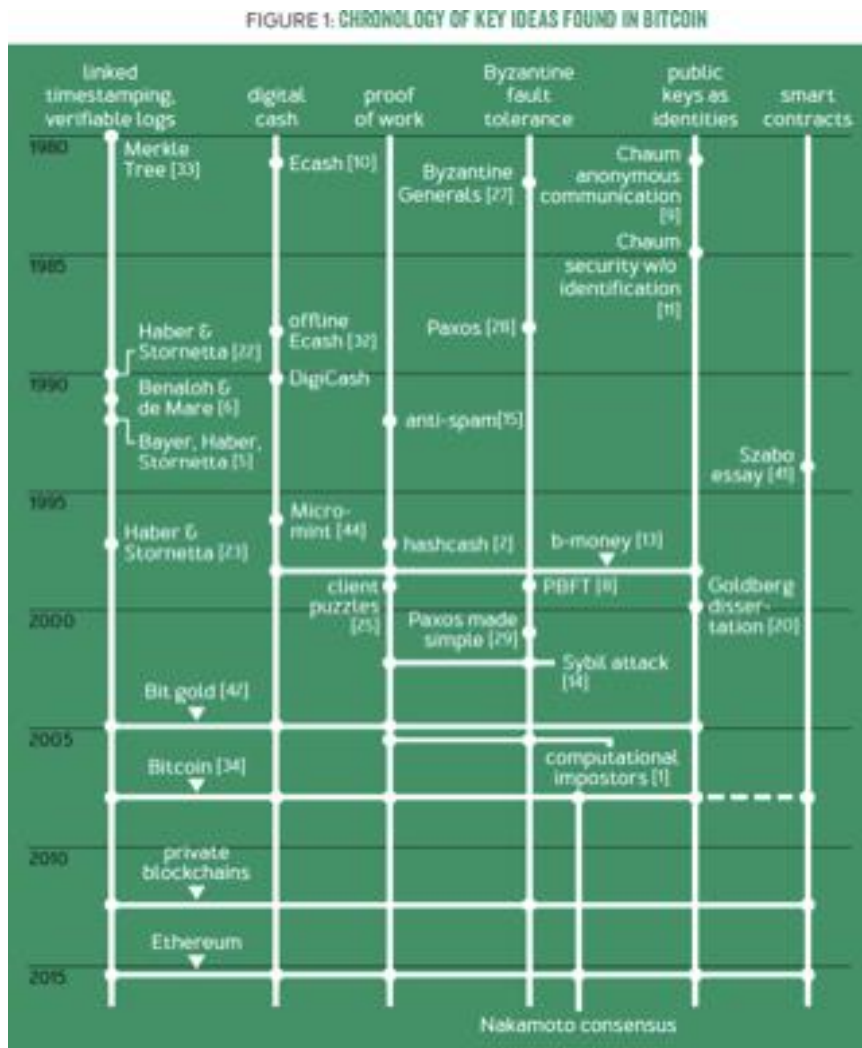 FIGURE 1: CHRONOLOGY OF KEY IDEAS FOUND IN BITCOIN
linked
timestamping,
verifiable logs
digital
cash
proof
of work
Byzantine
fault
tolerance
public
keys as
identities
smart
contracts
1980
Merkle
Tree [33]
Ecash [10]
Byzantine
Generals [27]
Chaum
anonymous
communication
[9]
1985
Chaum
security w/o
identification
[11]
offline
Ecash [32]
Paxos [28]
Haber &
Stornetta [22]
1990
DigiCash
Benaloh &
de Mare [6]
anti-spam[15]
Bayer, Haber,
Stornetta [5]
Szabo
essay [41]
1995
Micro-
mint [44]
Haber &
Stornetta [23]
hashcash [2]
b-money [13]
client
puzzles
[25]
PBFT [8]
Goldberg
disser-
tation [20]
2000
Paxos made
simple [29]
Sybil attack
[14]
Bit gold [42]
2005
computational
impostors [1]
Bitcoin [34]
2010
private
blockchains
Ethereum
2015
Nakamoto consensus